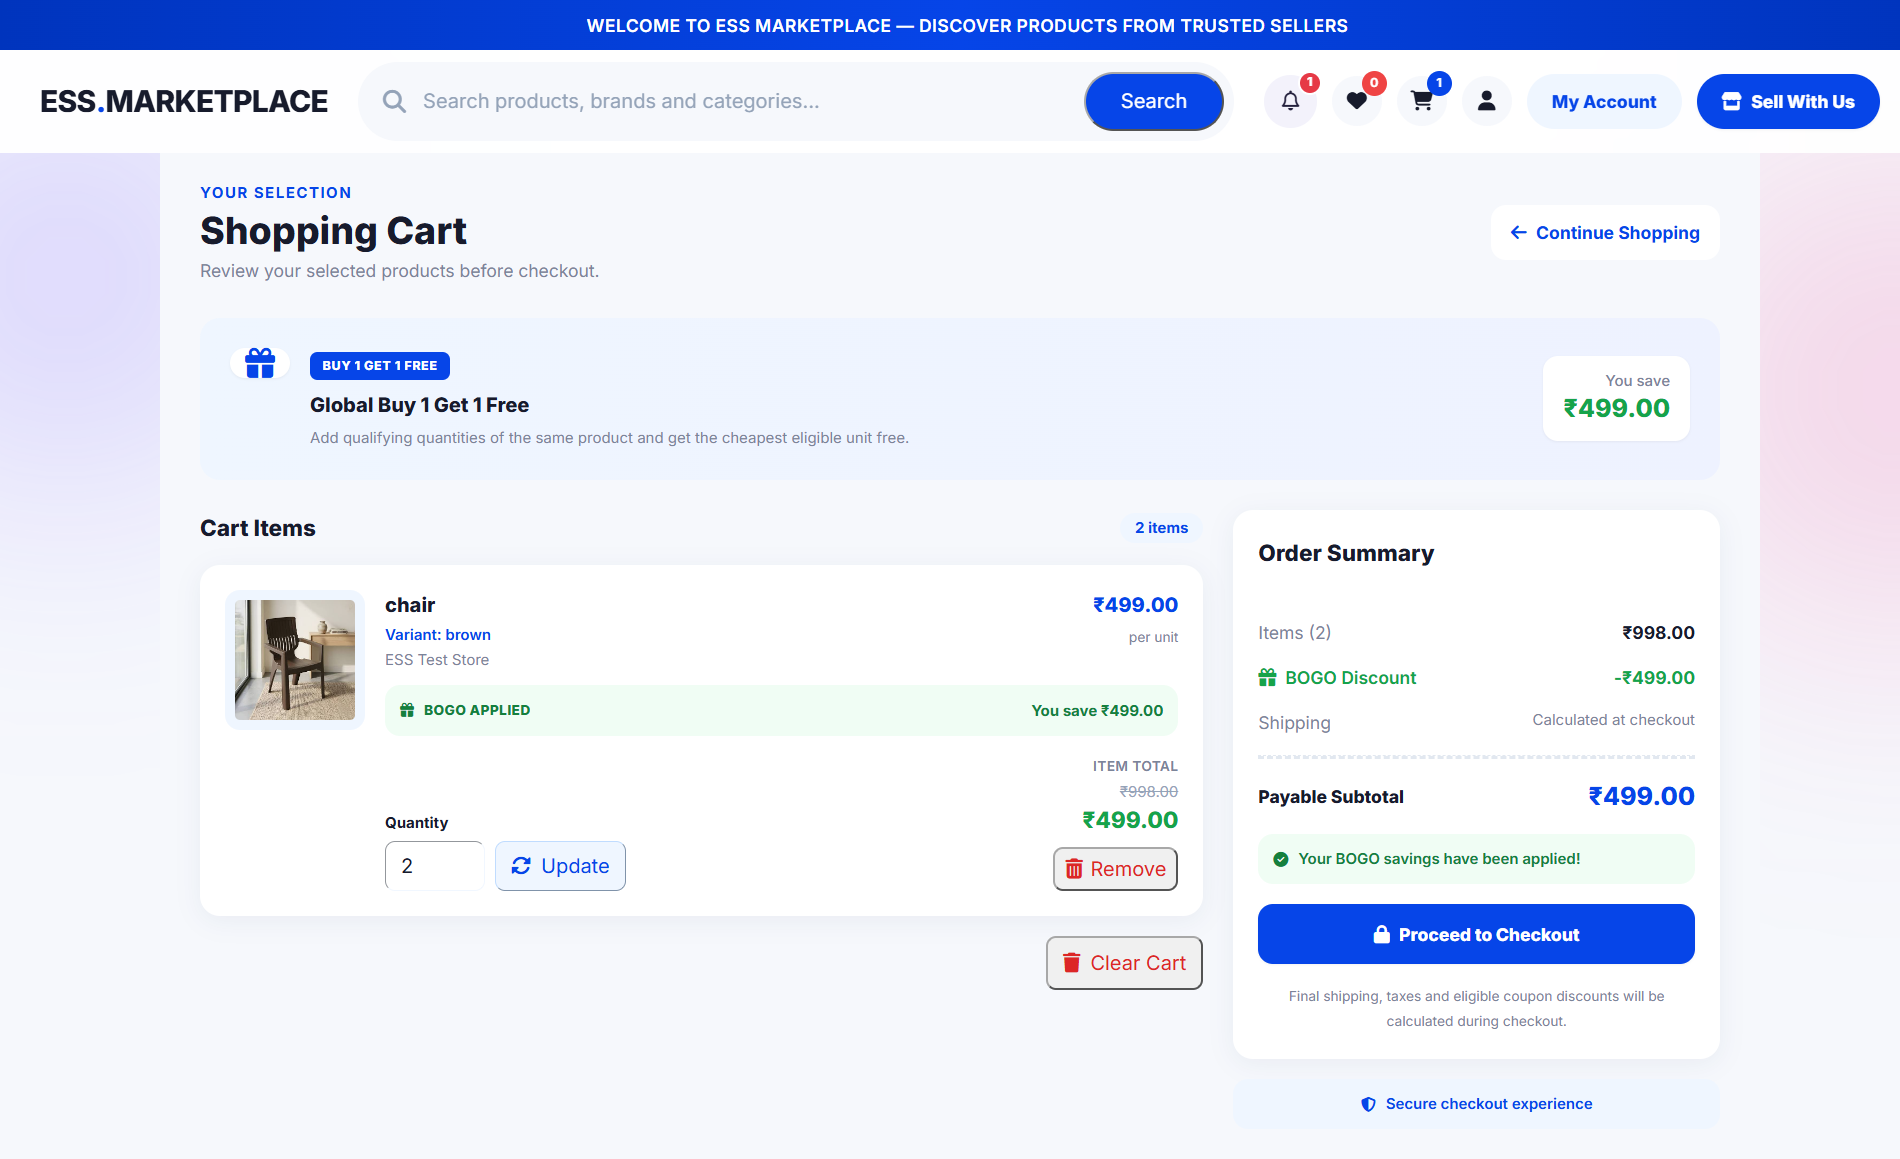 WELCOME TO ESS MARKETPLACE — DISCOVER PRODUCTS FROM TRUSTED SELLERS
ESS.MARKETPLACE
Search products, brands and categories...
Search
1
0
1
My Account
Sell With Us
YOUR SELECTION
Shopping Cart
Review your selected products before checkout.
Continue Shopping
BUY 1 GET 1 FREE
Global Buy 1 Get 1 Free
Add qualifying quantities of the same product and get the cheapest eligible unit free.
You save
₹499.00
Cart Items
2 items
chair
Variant: brown
ESS Test Store
₹499.00
per unit
BOGO APPLIED
You save ₹499.00
ITEM TOTAL
₹998.00
₹499.00
Quantity
2
Update
Remove
Clear Cart
Order Summary
Items (2)
₹998.00
BOGO Discount
-₹499.00
Shipping
Calculated at checkout
Payable Subtotal
₹499.00
Your BOGO savings have been applied!
Proceed to Checkout
Final shipping, taxes and eligible coupon discounts will be
calculated during checkout.
Secure checkout experience